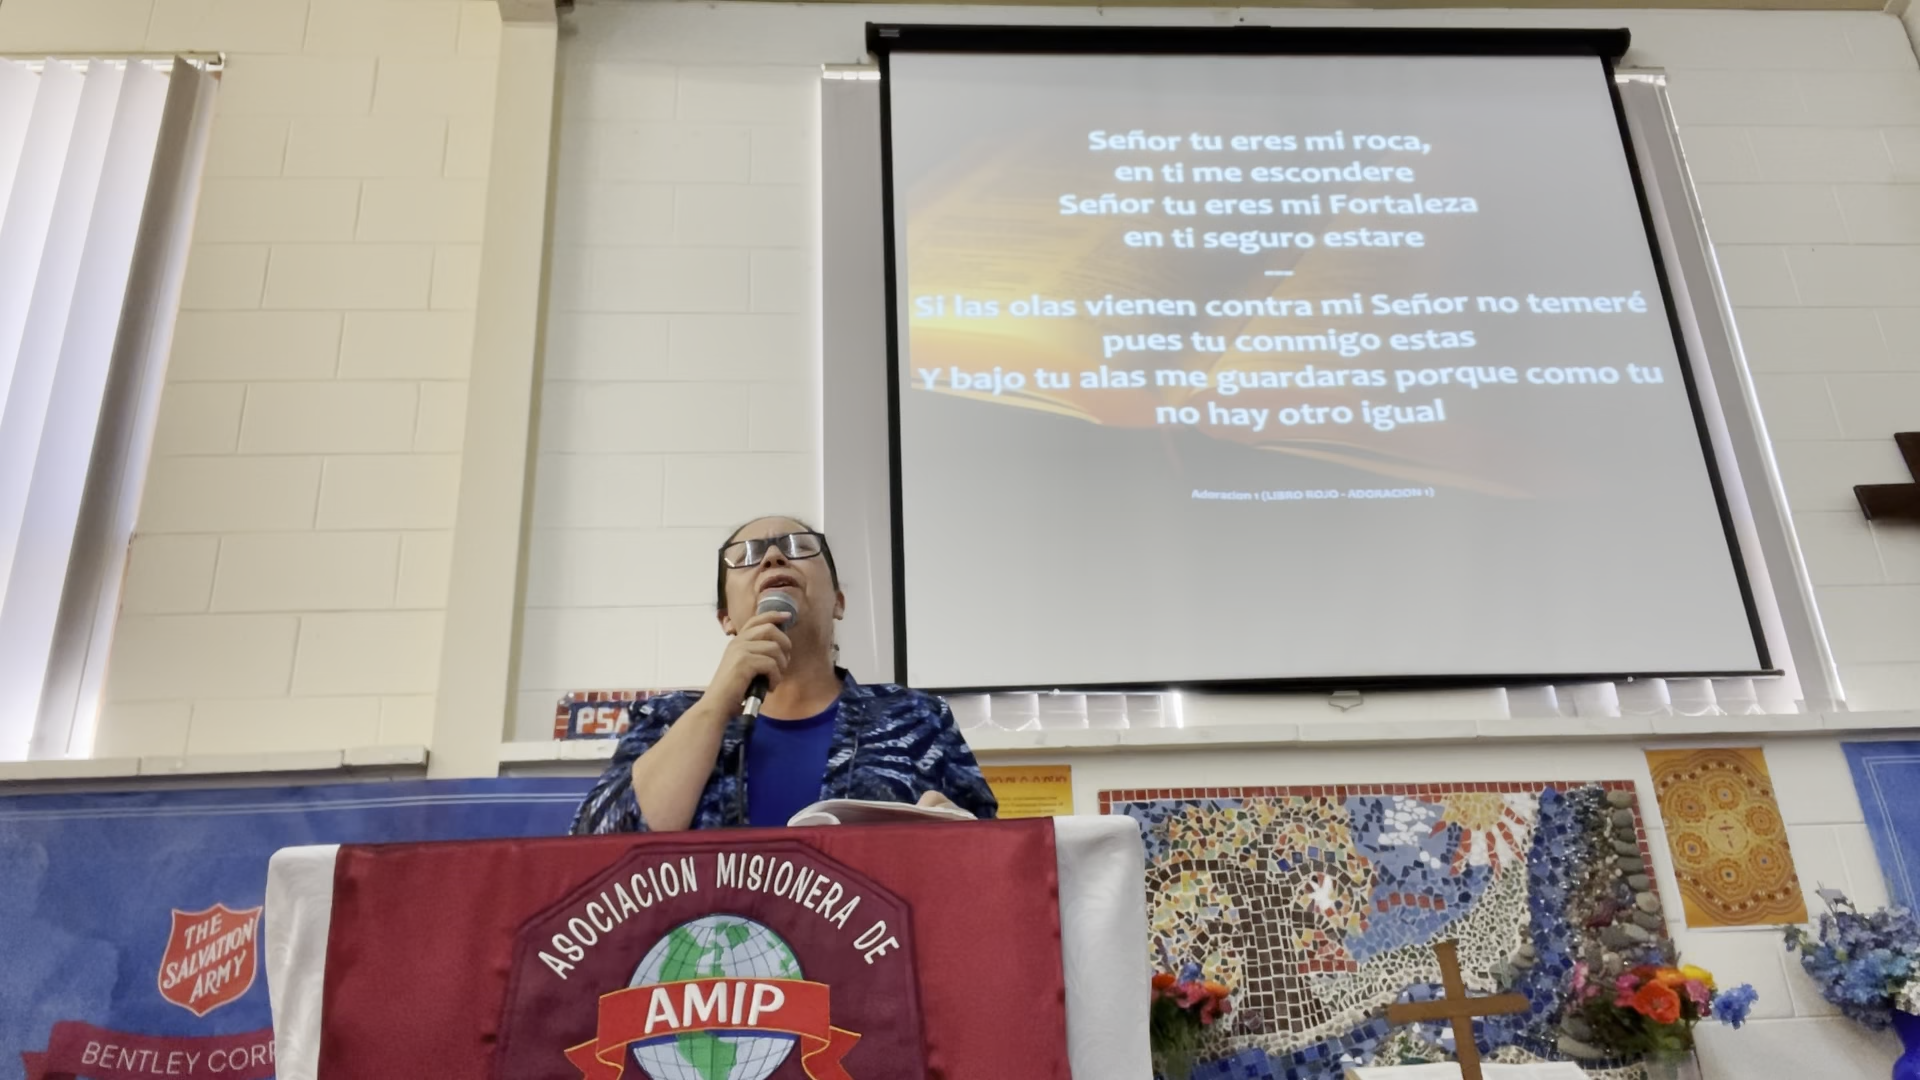 Señor tu eres mi roca,
en ti me escondere
Señor tu eres mi Fortaleza
en ti seguro estare
---
Si las olas vienen contra mi Señor no temeré
pues tu conmigo estas
Y bajo tu alas me guardaras porque como tu
no hay otro igual
Adoracion 1 (LIBRO ROJO - ADORACION 1)
PSA
ASOCIACION MISIONERA DE
AMIP
THE
SALVATION
ARMY
BENTLEY CORP